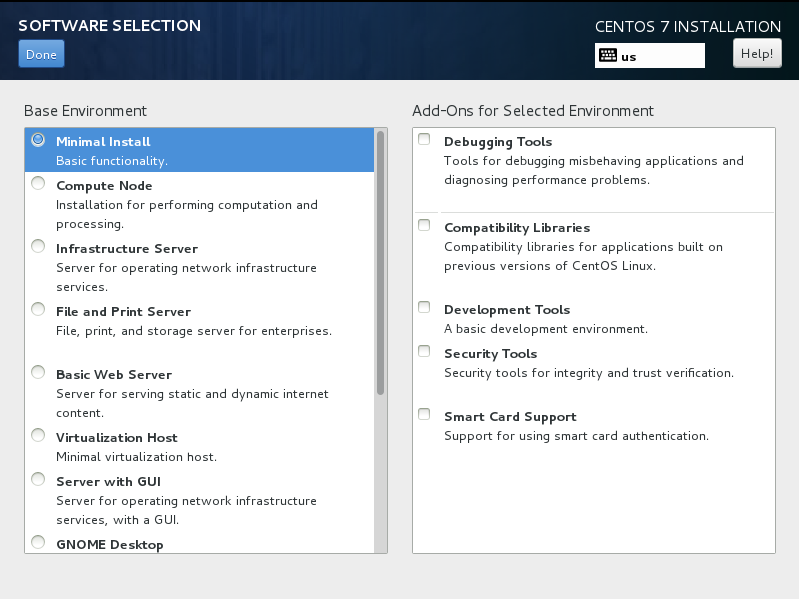 SOFTWARE SELECTION
CENTOS 7 INSTALLATION
Done
us
Help!
Base Environment
Minimal Install
Basic functionality.
Compute Node
Installation for performing computation and
processing.
Infrastructure Server
Server for operating network infrastructure
services.
File and Print Server
File, print, and storage server for enterprises.
Basic Web Server
Server for serving static and dynamic internet
content.
Virtualization Host
Minimal virtualization host.
Server with GUI
Server for operating network infrastructure
services, with a GUI.
GNOME Desktop
Add-Ons for Selected Environment
Debugging Tools
Tools for debugging misbehaving applications and
diagnosing performance problems.
Compatibility Libraries
Compatibility libraries for applications built on
previous versions of CentOS Linux.
Development Tools
A basic development environment.
Security Tools
Security tools for integrity and trust verification.
Smart Card Support
Support for using smart card authentication.